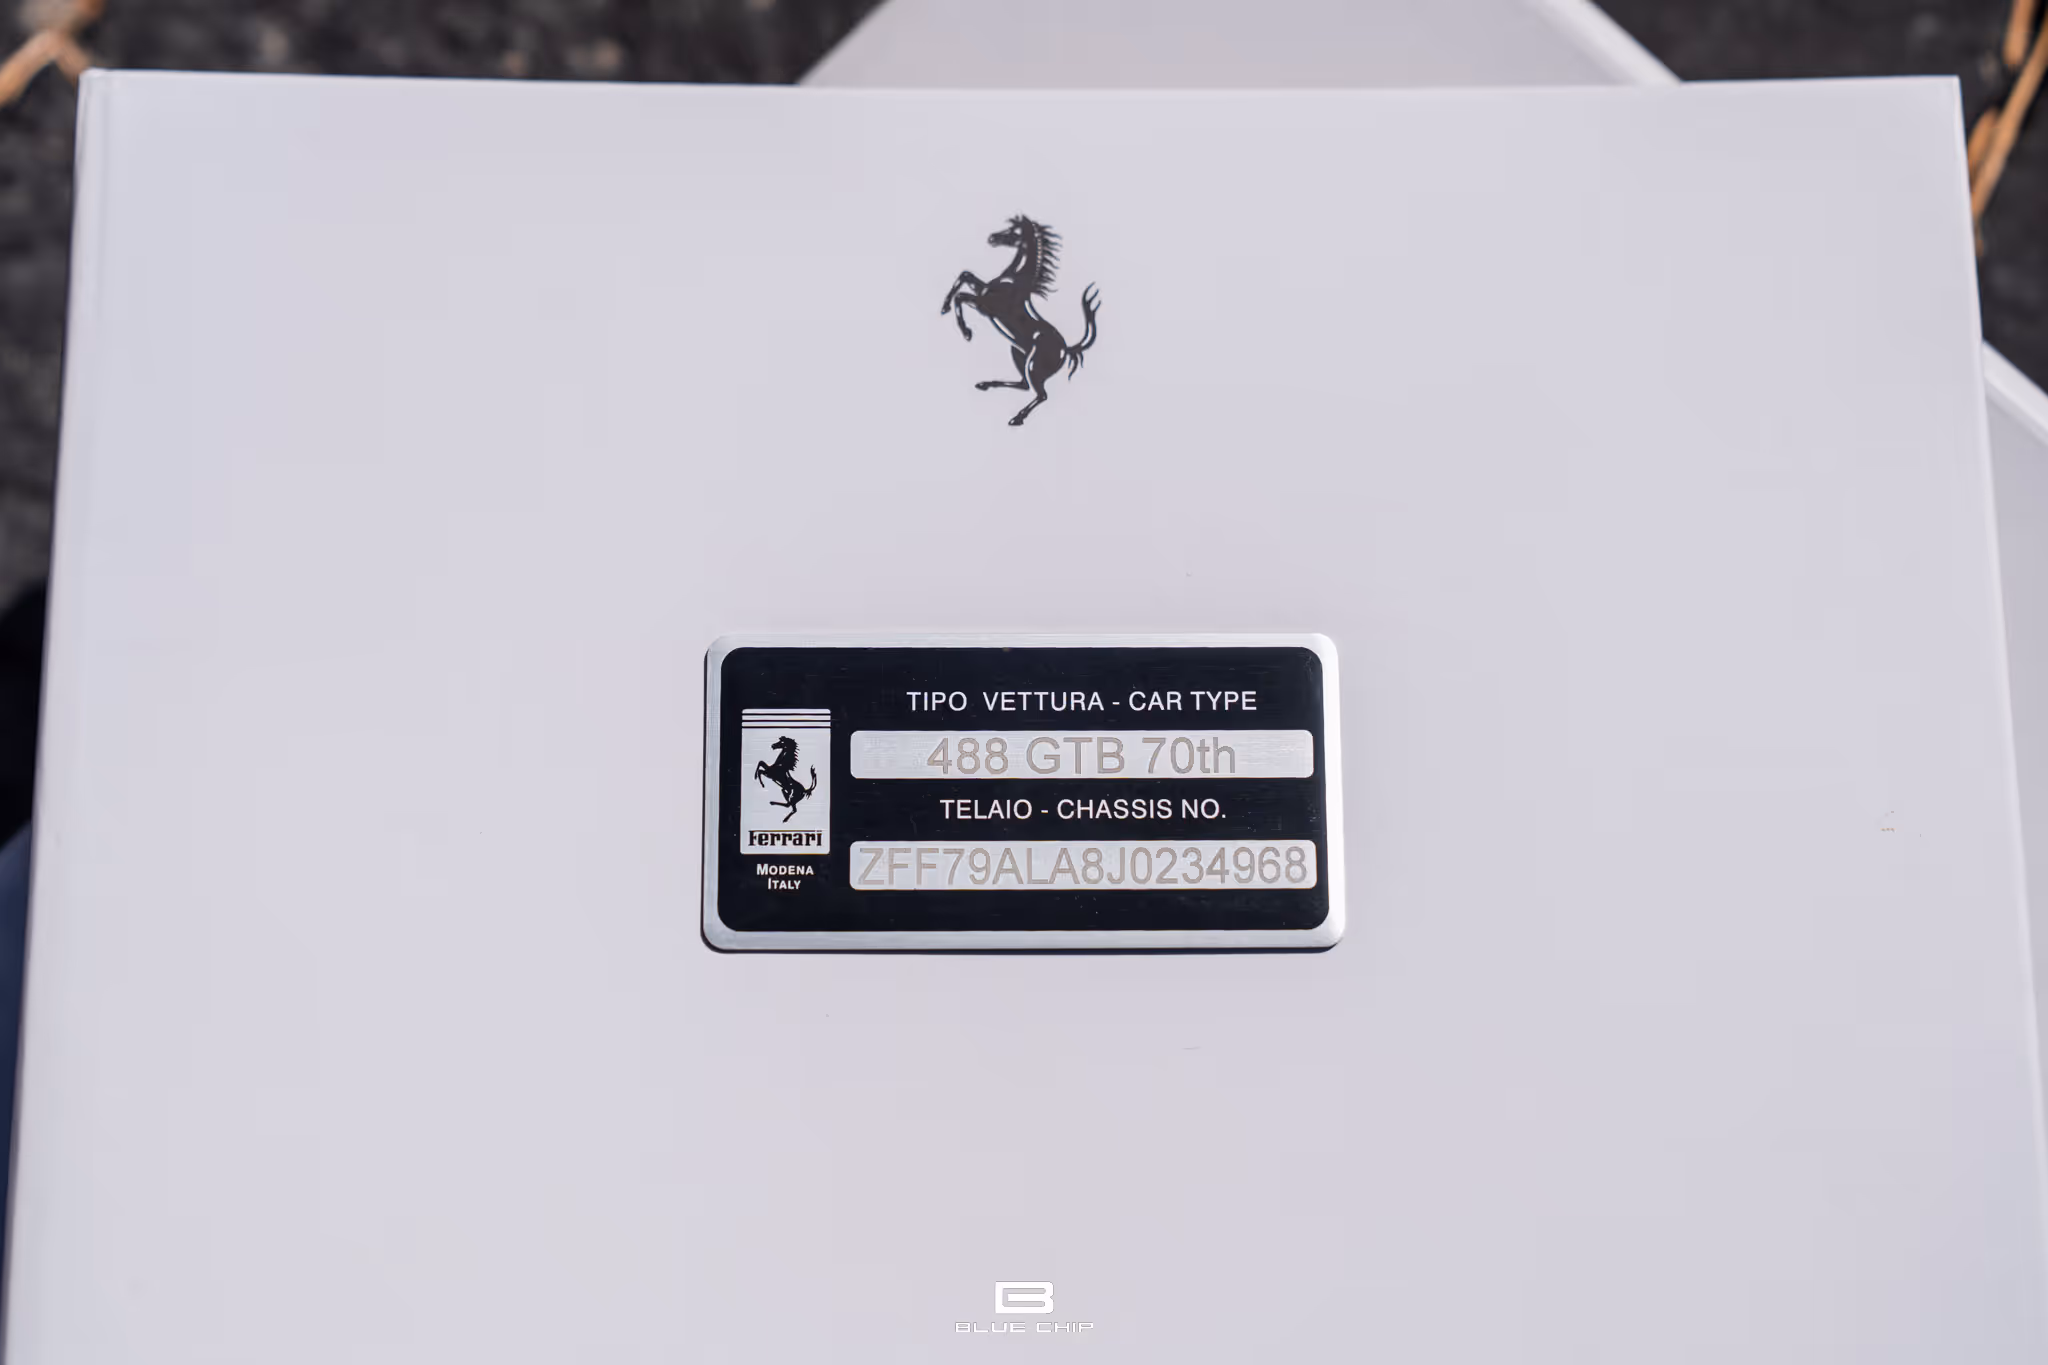 TIPO VETTURA - CAR TYPE
488 GTB 70th
TELAIO - CHASSIS NO.
ZFF79ALA8J0234968
Ferrari
MODENA
ITALY
BLUE CHIP